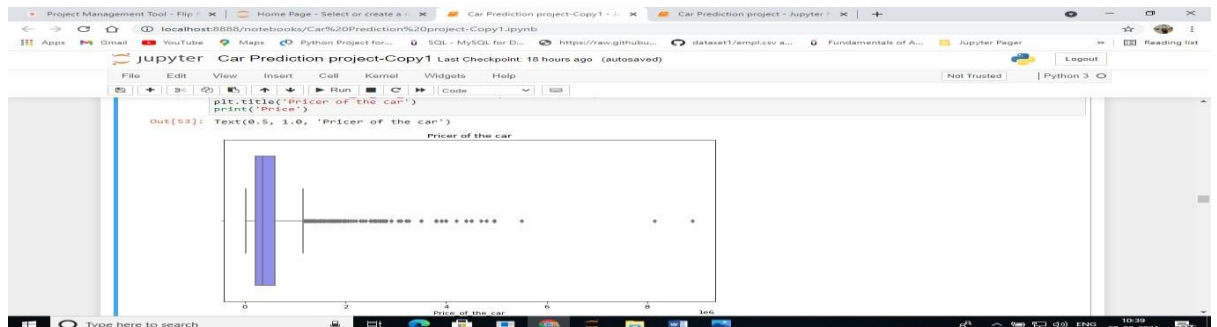 Project Management Tool - Flip Home Page - Select or create a Car Prediction project-Copy1 - J Car Prediction project - Jupyter
localhost:8888/notebooks/Car%20Prediction%20project-Copy1.ipynb
Apps Gmail YouTube Maps Python Project for... SQL - MySQL for D... https://raw.githubu... dataset1/empl.csv a... Fundamentals of A... Jupyter Pager Reading list
jupyter Car Prediction project-Copy1 Last Checkpoint: 18 hours ago (autosaved) Logout
File Edit View Insert Cell Kernel Widgets Help Not Trusted Python 3
Run Code
plt.title('Pricer of the car')
print('Price')
Out[53]: Text(0.5, 1.0, 'Pricer of the car')
Pricer of the car
0 2 4 6 8
Price_of_the_car 1e6
Type here to search ENG 10:39